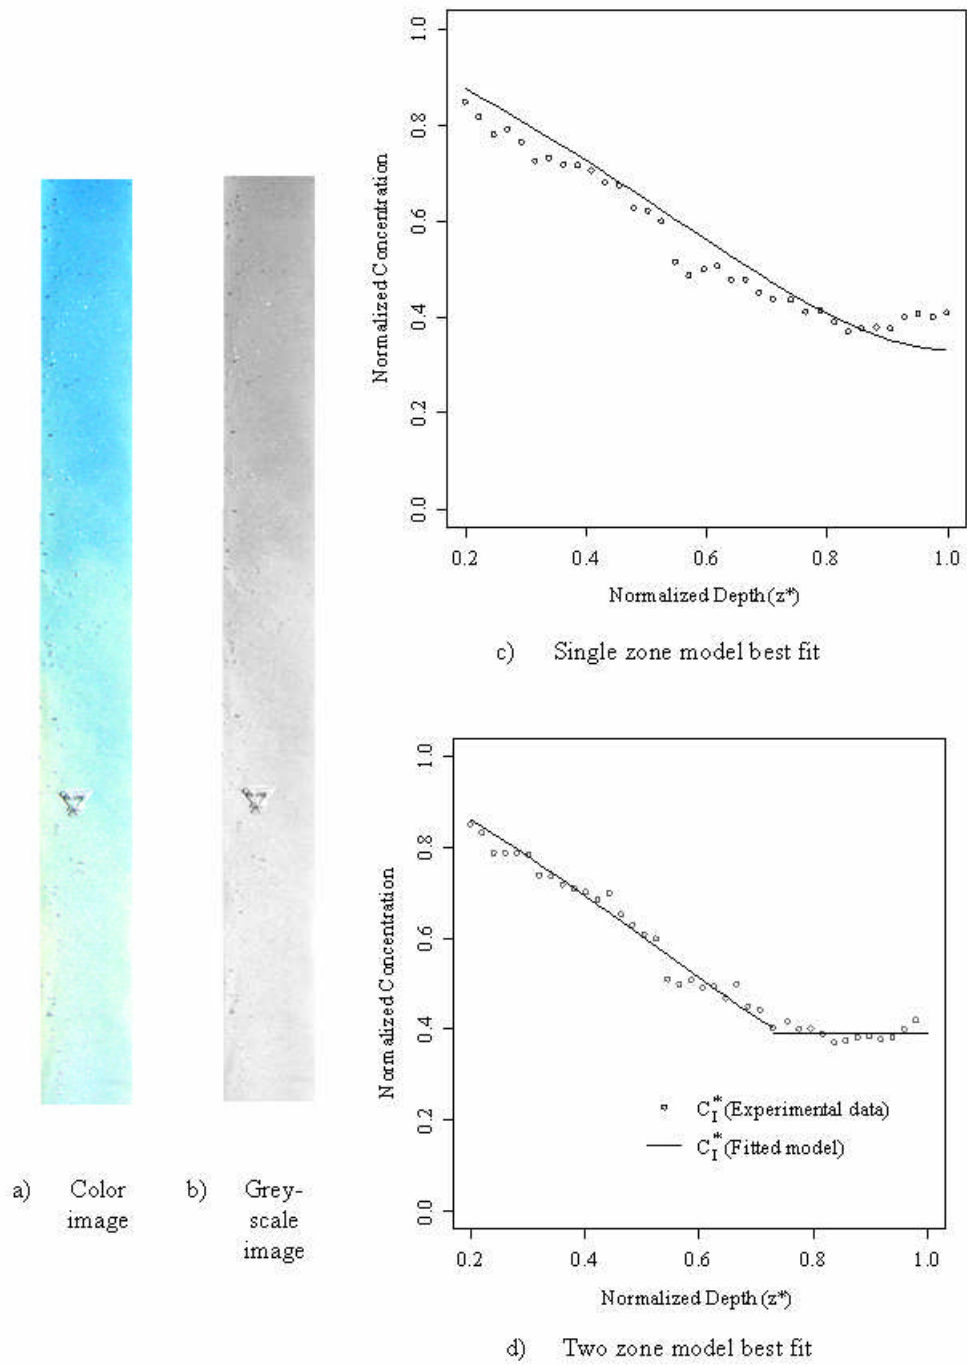 1.0
0.8
0.6
0.4
0.2
0.0
Normalized Concentration
0.2 0.4 0.6 0.8 1.0
Normalized Depth (z*)
c) Single zone model best fit
1.0
0.8
0.6
0.4
0.2
0.0
Normalized Concentration
C_I^* (Experimental data)
C_I^* (Fitted model)
0.2 0.4 0.6 0.8 1.0
Normalized Depth (z*)
d) Two zone model best fit
a) Color
image
b) Grey-
scale
image